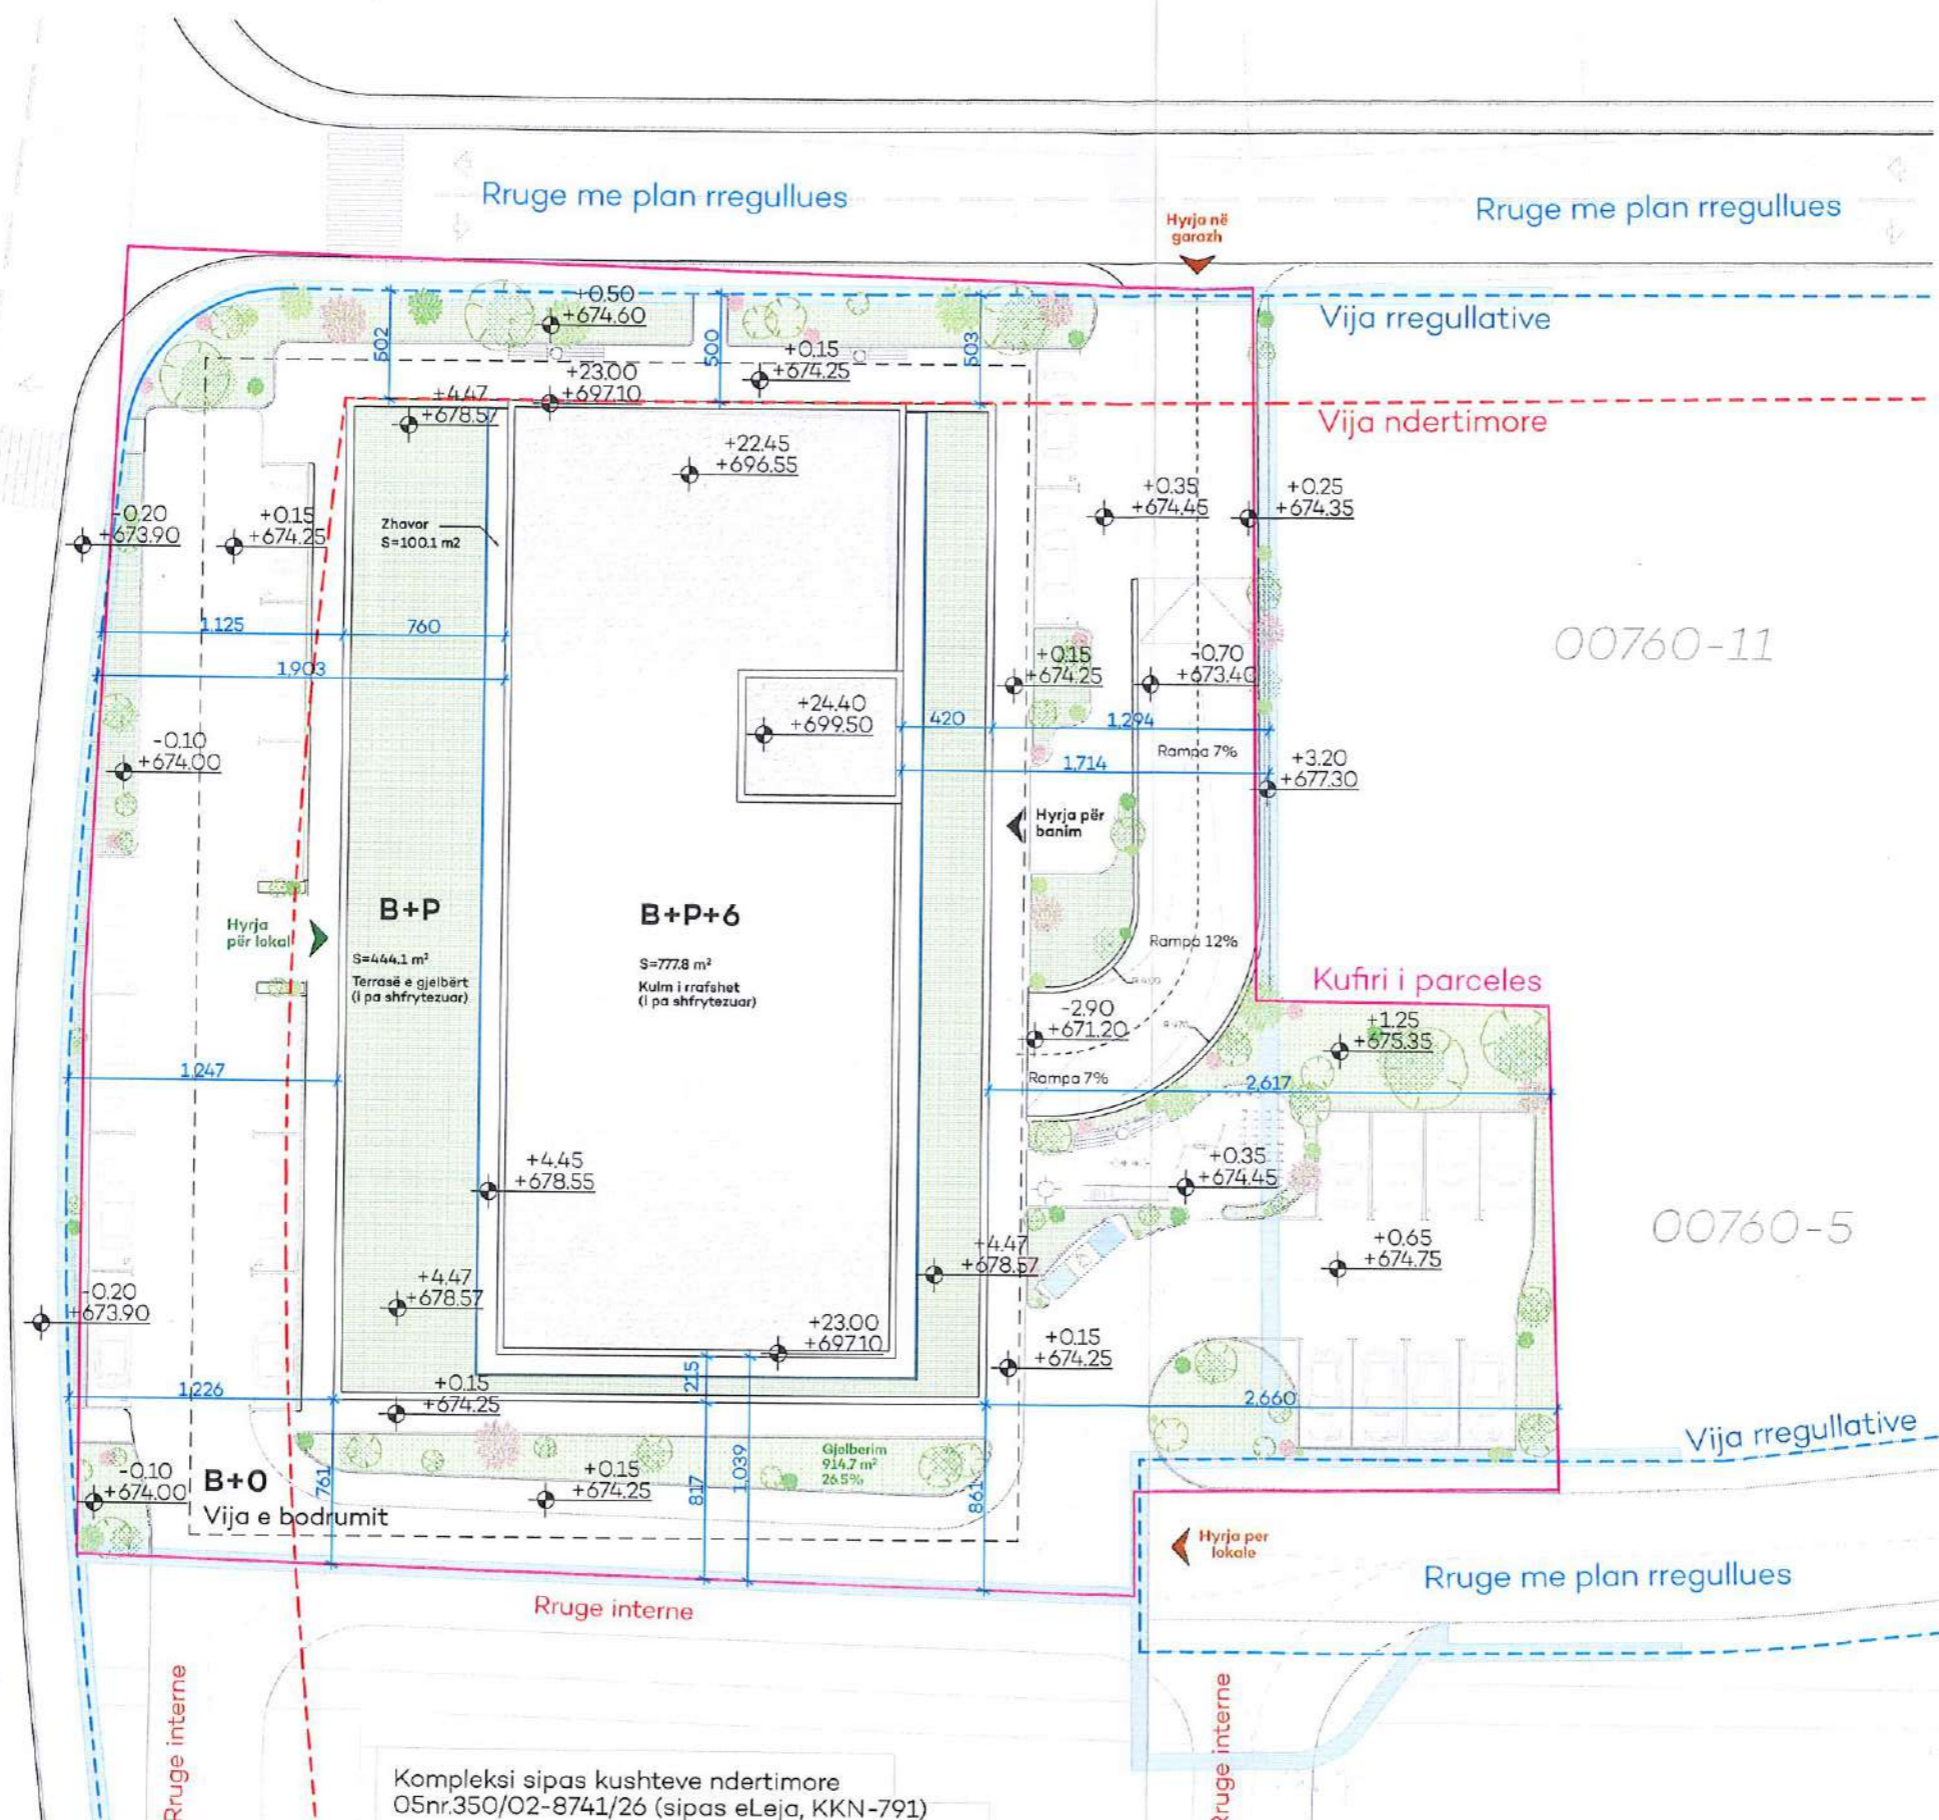 Rruge me plan rregullues
Rruge me plan rregullues
Hyrja në
garazh
Vija rregullative
Vija ndertimore
+0.50
+674.60
502
500
503
+0.15
+674.25
+23.00
+697.10
+4.47
+678.57
+22.45
+696.55
+0.35
+674.45
+0.25
+674.35
-0.20
+673.90
+0.15
+674.25
Zhavor
S=100.1 m2
1,125
760
1,903
00760-11
+0.15
+674.25
-0.70
+673.40
+24.40
+699.50
420
1,294
Rampa 7%
1,714
+3.20
+677.30
-0.10
+674.00
Hyrja për
banim
B+P
B+P+6
Hyrja
për lokal
S=444.1 m²
Terrasë e gjelbërt
(i pa shfrytezuar)
S=777.8 m²
Kulm i rrafshet
(i pa shfrytezuar)
Rampa 12%
Kufiri i parceles
-2.90
+671.20
+1.25
+675.35
Rampa 7%
1,247
2,617
+4.45
+678.55
+0.35
+674.45
00760-5
+0.65
+674.75
+4.47
+678.57
+4.47
+678.57
-0.20
+673.90
+23.00
+697.10
+0.15
+674.25
215
1,226
+0.15
+674.25
2,660
Vija rregullative
Gjelberim
914.7 m²
26.5%
-0.10
+674.00
B+0
Vija e bodrumit
761
+0.15
+674.25
817
1,039
861
Hyrja per
lokale
Rruge me plan rregullues
Rruge interne
Rruge interne
Rruge interne
Kompleksi sipas kushteve ndertimore
05nr.350/02-8741/26 (sipas eLeja, KKN-791)